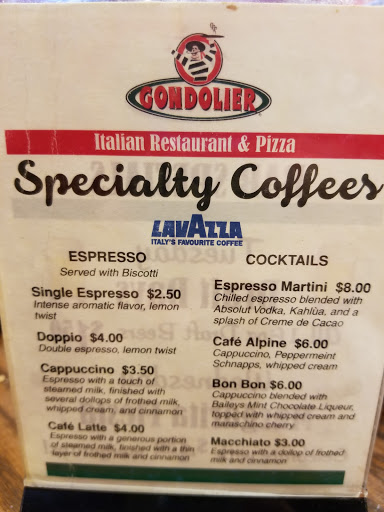 GONDOLIER
Italian Restaurant & Pizza
Specialty Coffees
LAVAZZA
ITALY'S FAVOURITE COFFEE
ESPRESSO
Served with Biscotti
Single Espresso $2.50
Intense aromatic flavor, lemon
twist
Doppio $4.00
Double espresso, lemon twist
Cappuccino $3.50
Espresso with a touch of
steamed milk, finished with
several dollops of frothed milk,
whipped cream, and cinnamon
Café Latte $4.00
Espresso with a generous portion
of steamed milk, finished with a thin
layer of frothed milk and cinnamon
COCKTAILS
Espresso Martini $8.00
Chilled espresso blended with
Absolut Vodka, Kahlúa, and a
splash of Creme de Cacao
Café Alpine $6.00
Cappuccino, Peppermeint
Schnapps, whipped cream
Bon Bon $6.00
Cappuccino blended with
Baileys Mint Chocolate Liqueur,
topped with whipped cream and
maraschino cherry
Macchiato $3.00
Espresso with a dollop of frothed
milk and cinnamon